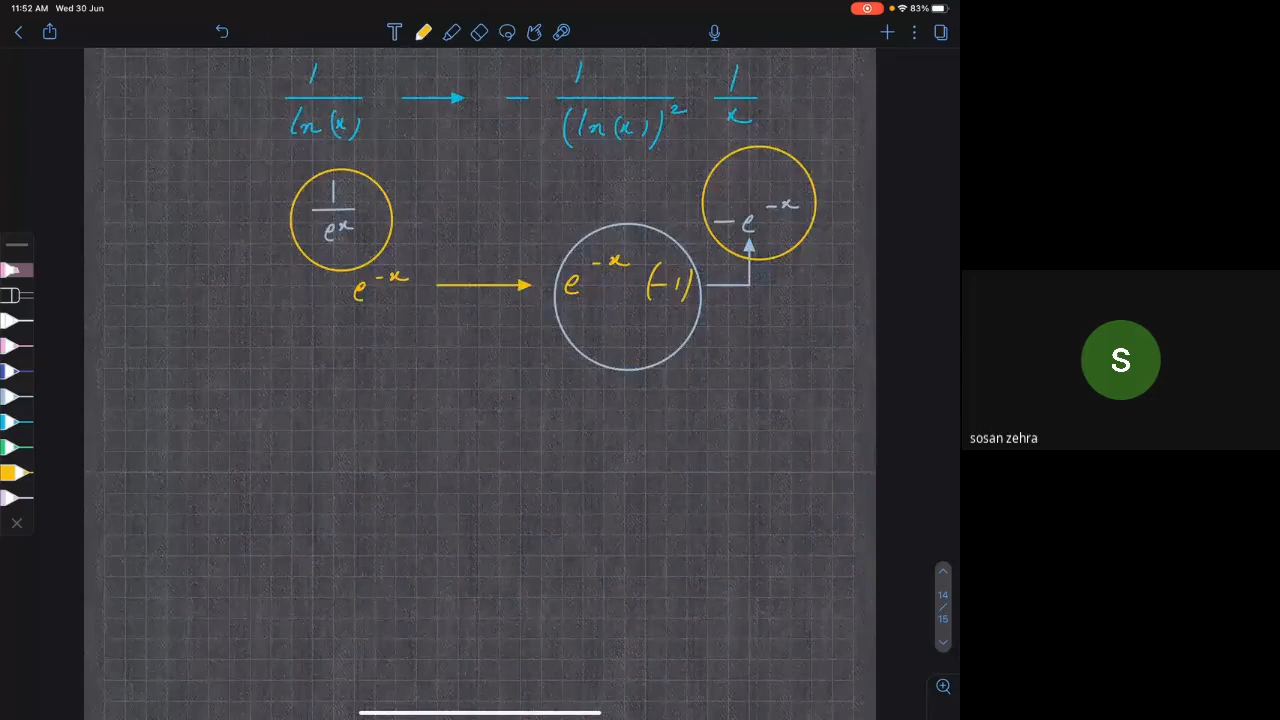 11:52 AM Wed 30 Jun 83%
1/ln(x) → - 1/(ln(x))² 1/x
1/eˣ
- e⁻ˣ
e⁻ˣ → e⁻ˣ (-1)
14
/
15
S
sosan zehra